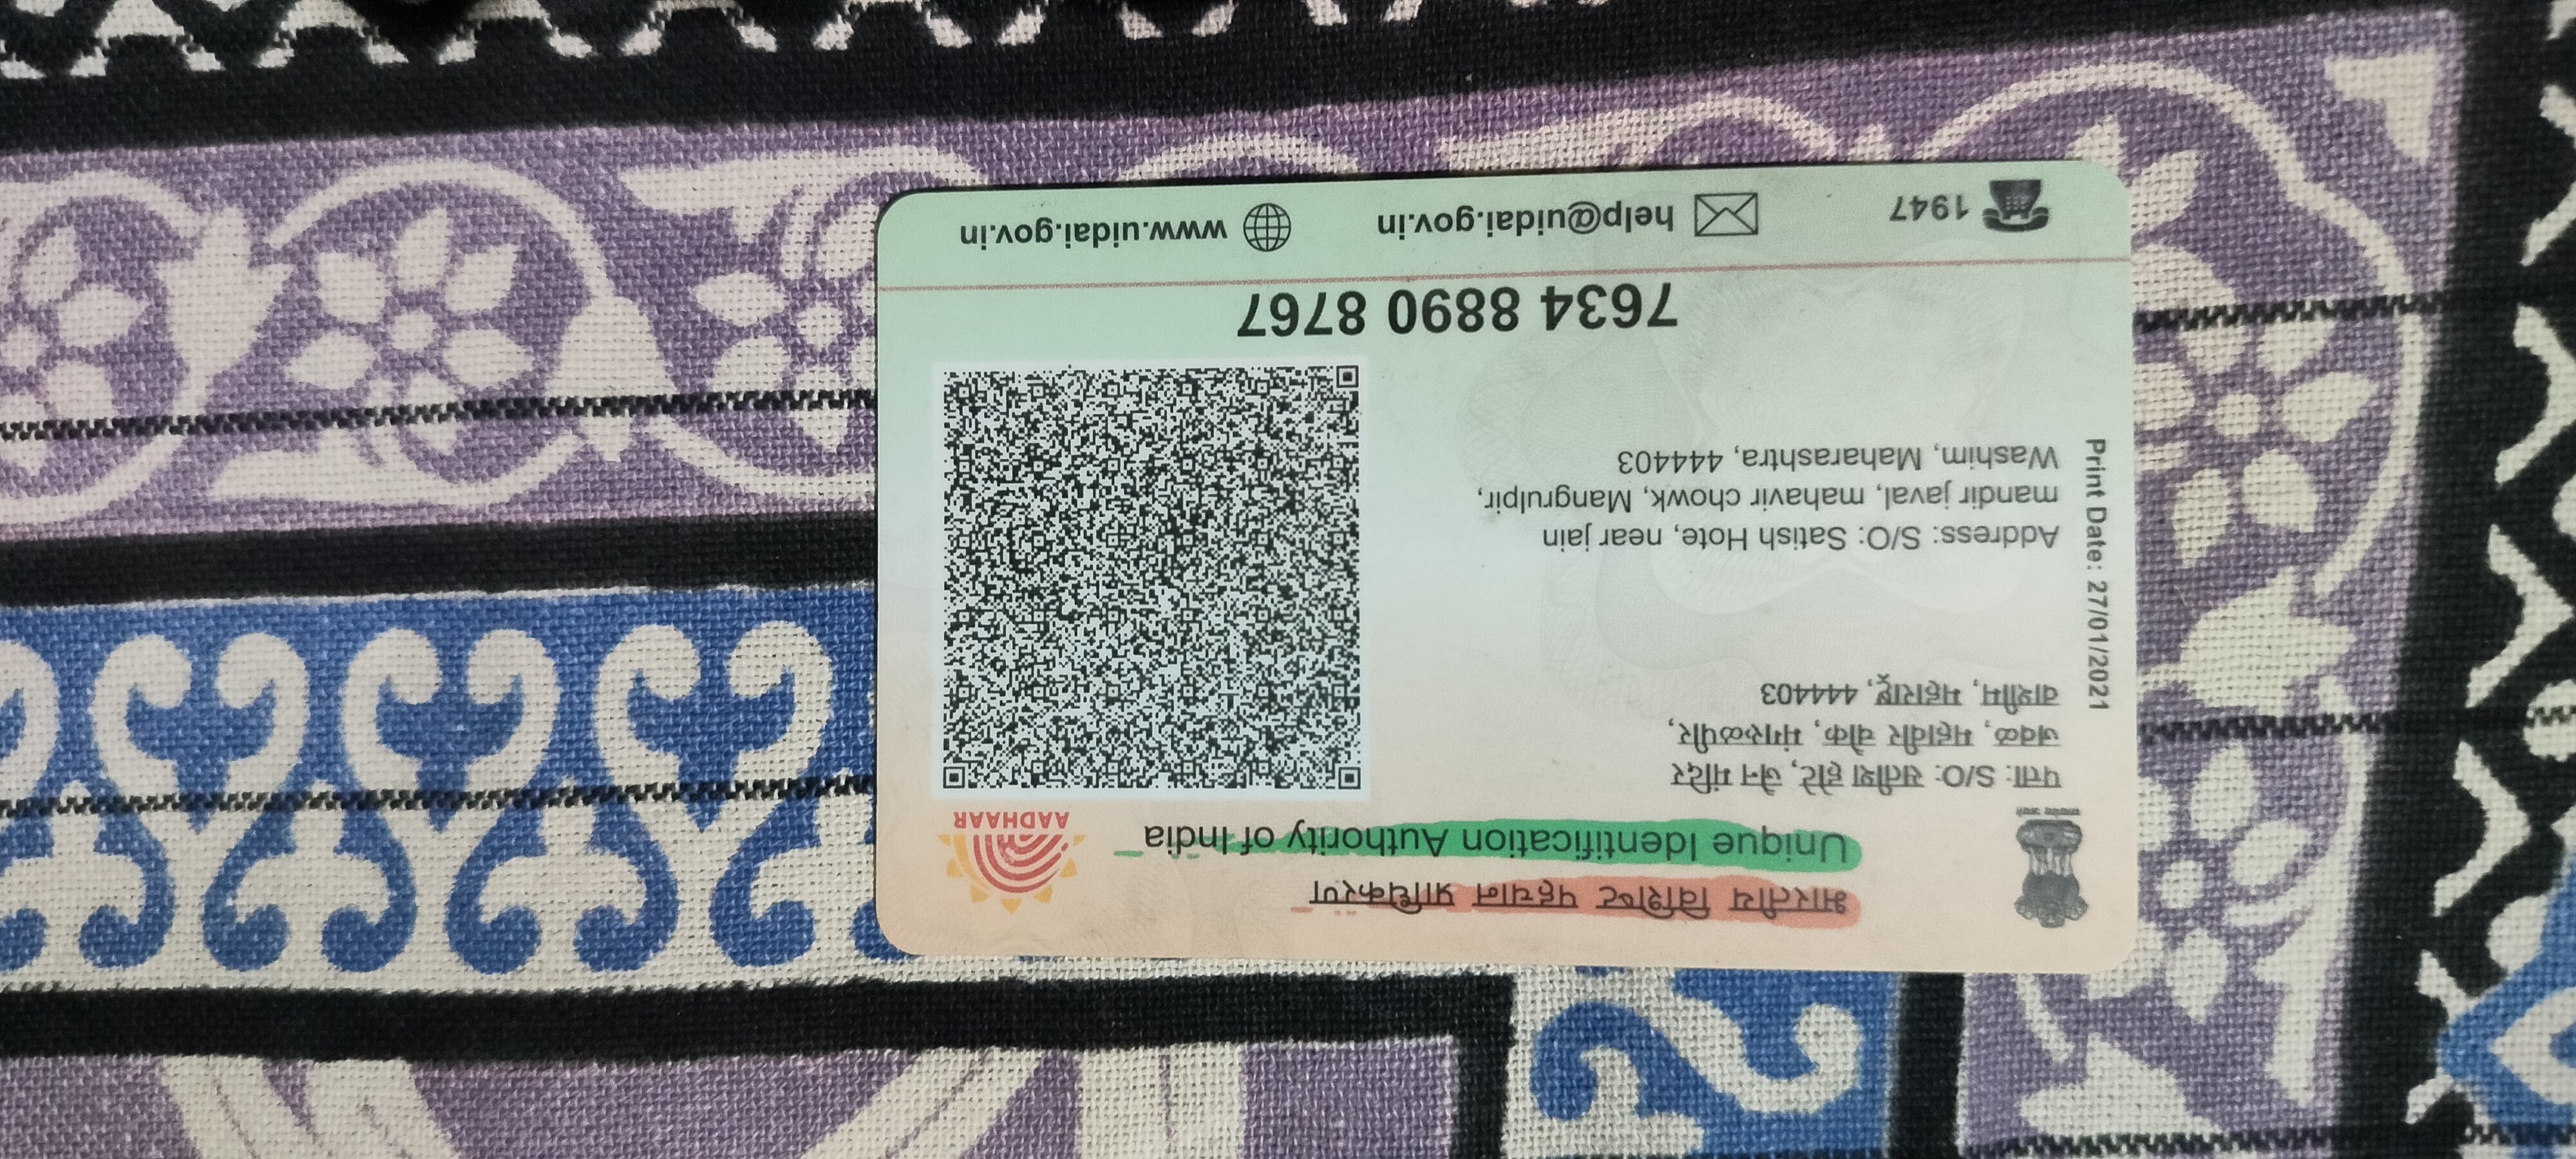 भारतीय विशिष्ट पहचान प्राधिकरण
Unique Identification Authority of India
AADHAAR
पत्ता: S/O: सतीश होटे, जैन मंदिर
जवळ, महावीर चौक, मंगरूळपीर,
वाशीम, महाराष्ट्र, 444403
Address: S/O: Satish Hote, near jain
mandir javal, mahavir chowk, Mangrulpir,
Washim, Maharashtra, 444403
Print Date: 27/01/2021
7634 8890 8767
1947
help@uidai.gov.in
www.uidai.gov.in